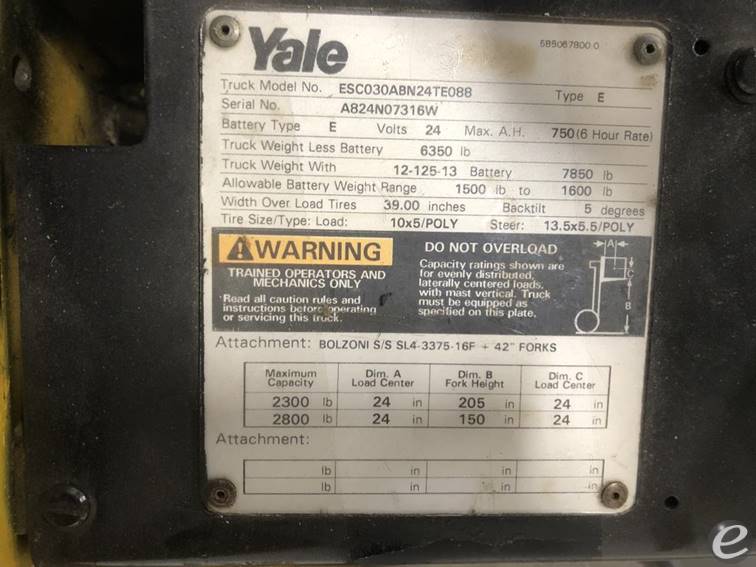 Yale
585067800 0
Truck Model No. ESC030ABN24TE088 Type E
Serial No. A824N07316W
Battery Type E Volts 24 Max. A.H. 750 (6 Hour Rate)
Truck Weight Less Battery 6350 lb
Truck Weight With 12-125-13 Battery 7850 lb
Allowable Battery Weight Range 1500 lb to 1600 lb
Width Over Load Tires 39.00 inches Backtilt 5 degrees
Tire Size/Type: Load: 10x5/POLY Steer: 13.5x5.5/POLY
WARNING
TRAINED OPERATORS AND
MECHANICS ONLY
Read all caution rules and
instructions before operating
or servicing this truck.
DO NOT OVERLOAD
Capacity ratings shown are
for evenly distributed,
laterally centered loads,
with mast vertical. Truck
must be equipped as
specified on this plate.
A
C
B
Attachment: BOLZONI S/S SL4-3375-16F + 42" FORKS
Maximum Capacity Dim. A Load Center Dim. B Fork Height Dim. C Load Center
2300 lb 24 in 205 in 24 in
2800 lb 24 in 150 in 24 in
Attachment:
lb in in in
lb in in in
e